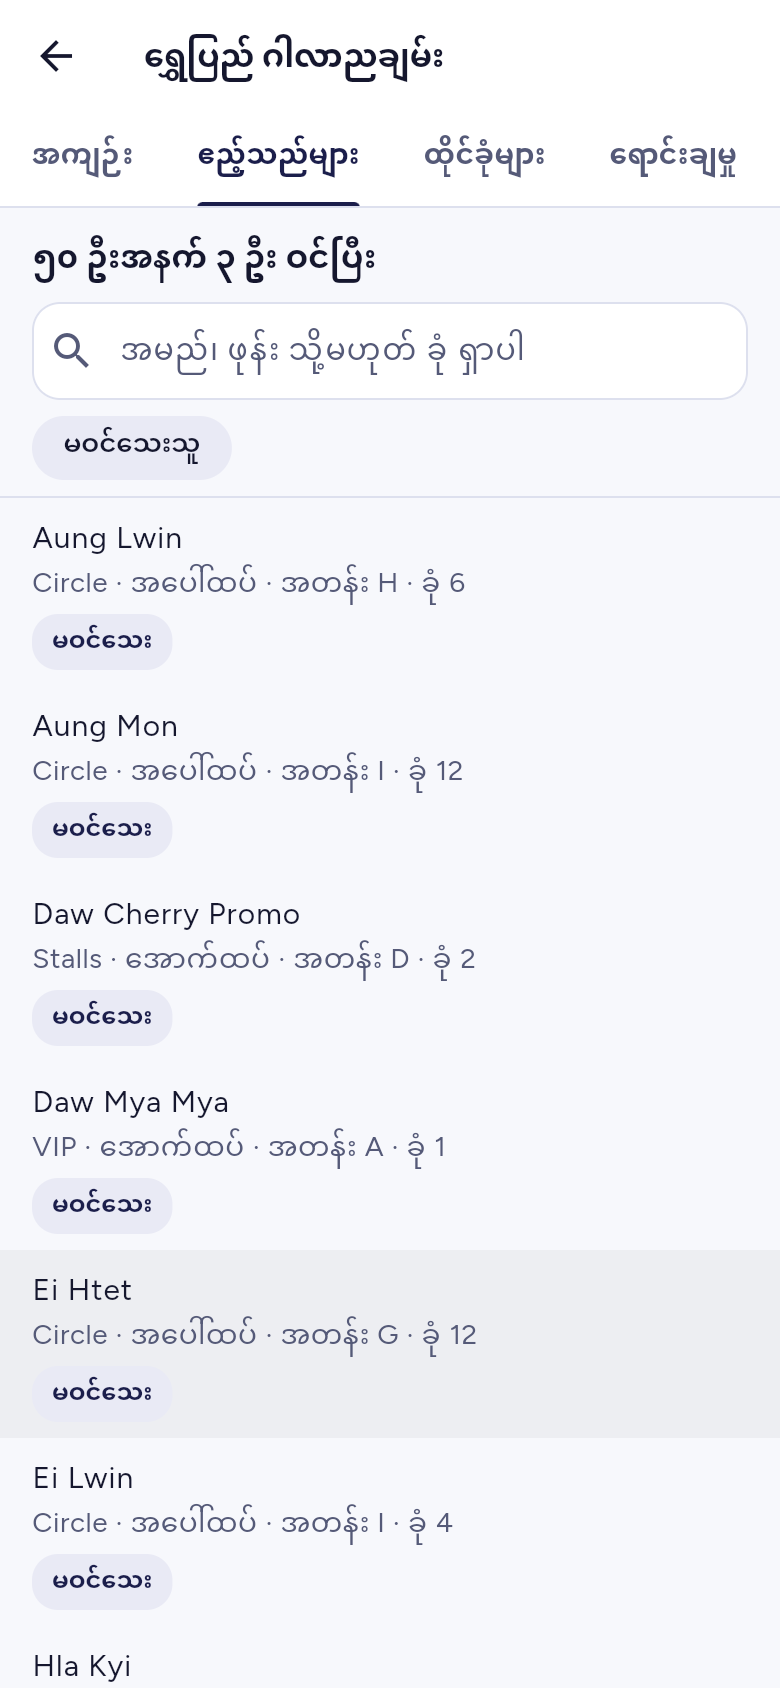 ရွှေပြည် ဂါလာညချမ်း
အကျဉ်း ဧည့်သည်များ ထိုင်ခုံများ ရောင်းချမှု
၅၀ ဦးအနက် ၃ ဦး ဝင်ပြီး
အမည်၊ ဖုန်း သို့မဟုတ် ခုံ ရှာပါ
မဝင်သေးသူ
Aung Lwin
Circle · အပေါ်ထပ် · အတန်း H · ခုံ 6
မဝင်သေး
Aung Mon
Circle · အပေါ်ထပ် · အတန်း I · ခုံ 12
မဝင်သေး
Daw Cherry Promo
Stalls · အောက်ထပ် · အတန်း D · ခုံ 2
မဝင်သေး
Daw Mya Mya
VIP · အောက်ထပ် · အတန်း A · ခုံ 1
မဝင်သေး
Ei Htet
Circle · အပေါ်ထပ် · အတန်း G · ခုံ 12
မဝင်သေး
Ei Lwin
Circle · အပေါ်ထပ် · အတန်း I · ခုံ 4
မဝင်သေး
Hla Kyi